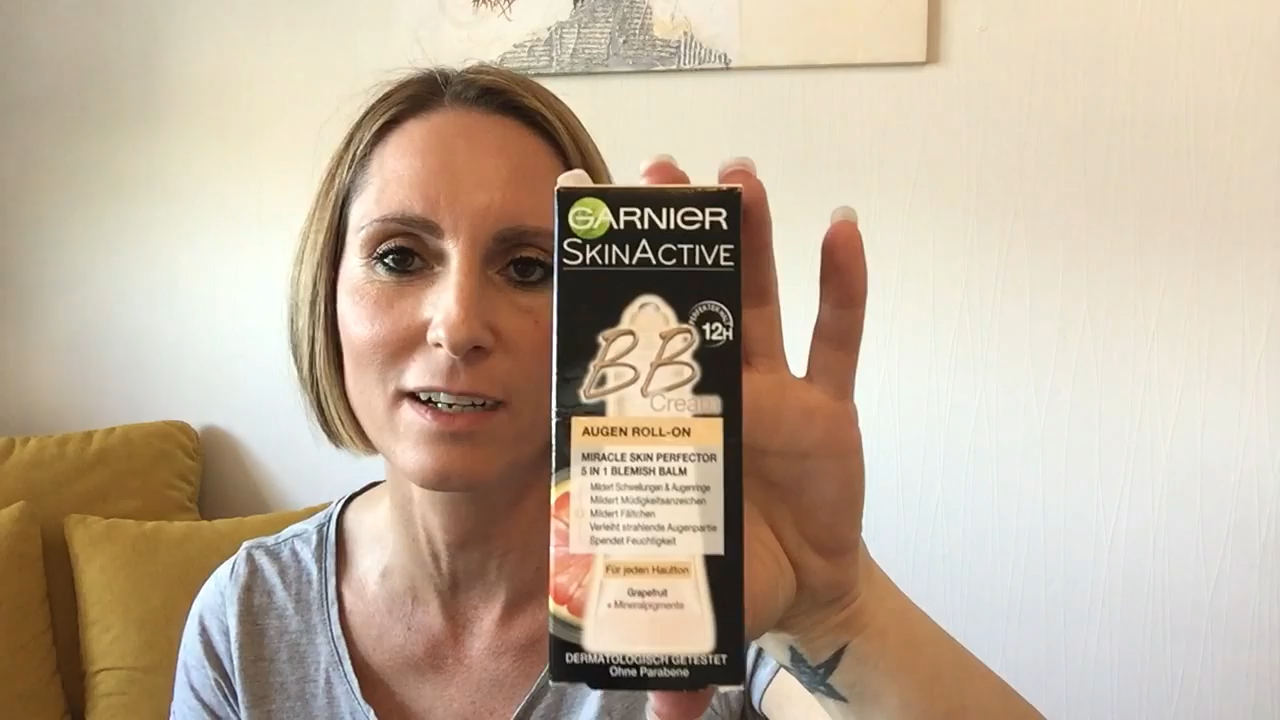 GARNIER
SKINACTIVE
12H
BB
Cream
AUGEN ROLL-ON
MIRACLE SKIN PERFECTOR
5 IN 1 BLEMISH BALM
Mildert Schwellungen & Augenringe
Mildert Müdigkeitsanzeichen
Mildert Fältchen
Verleiht strahlende Augenpartie
Spendet Feuchtigkeit
Für jeden Hautton
Grapefruit
+ Mineralpigmente
DERMATOLOGISCH GETESTET
Ohne Parabene